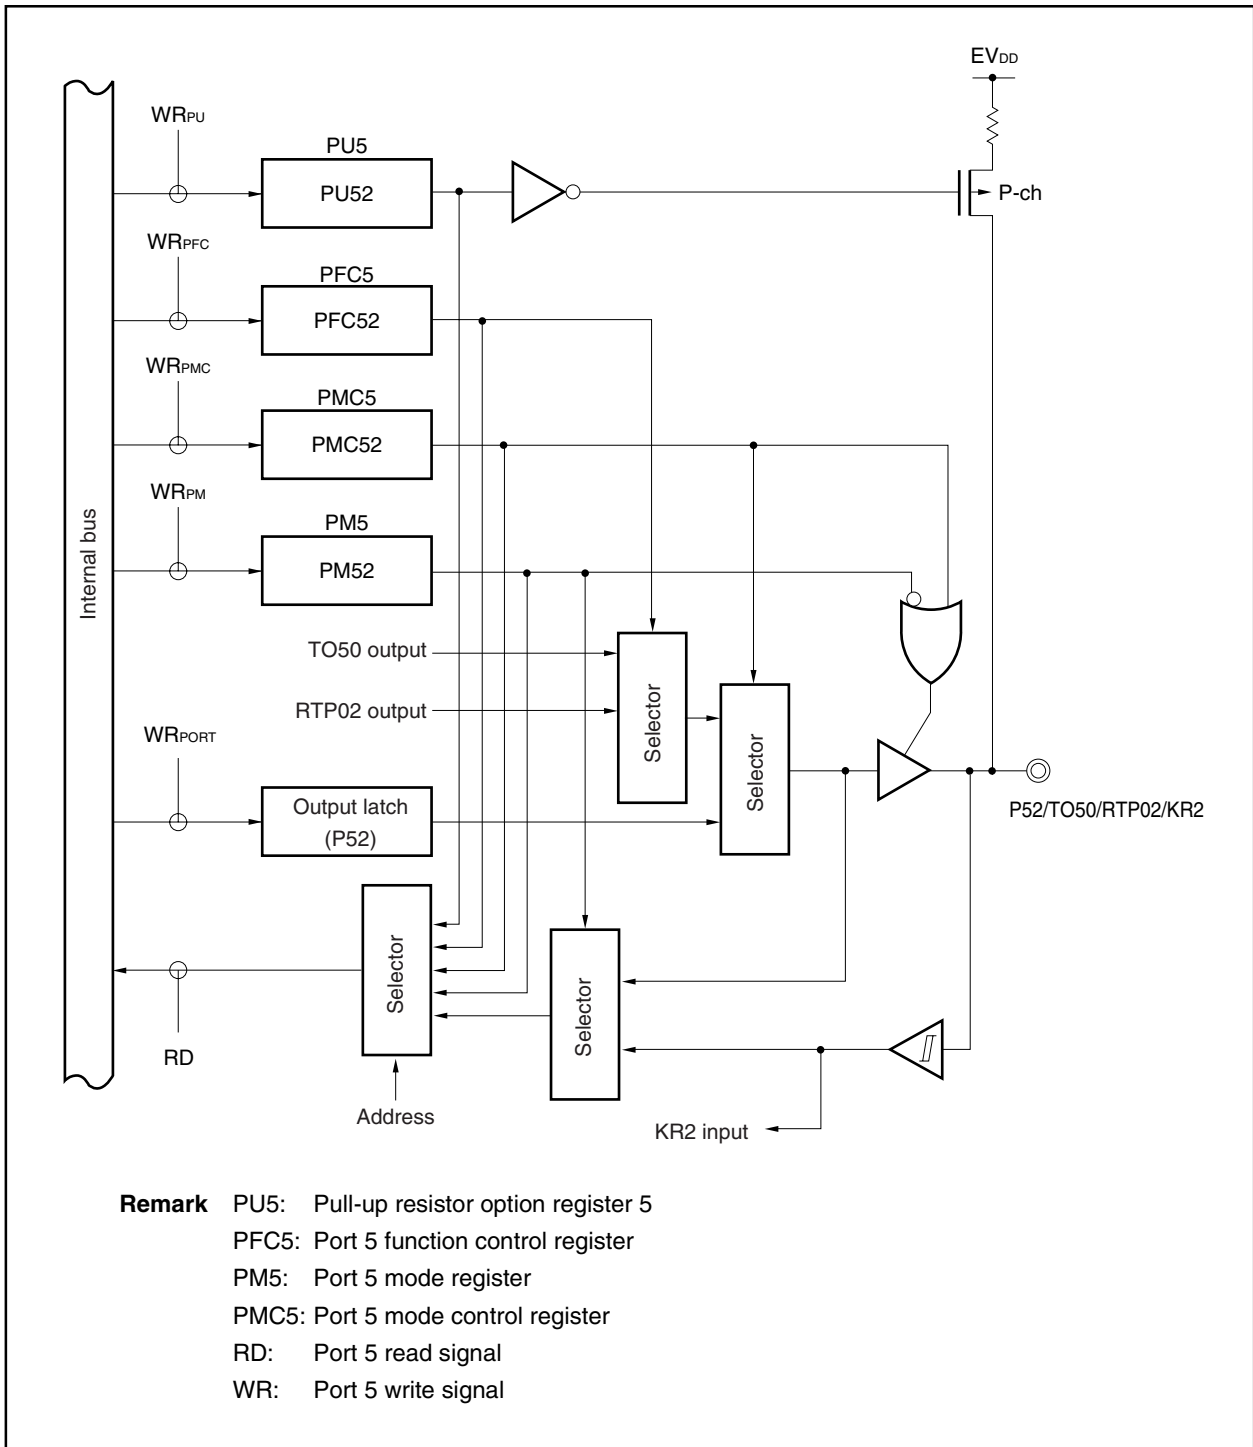 EVDD
WRPU
PU5
PU52
P-ch
WRPFC
PFC5
PFC52
WRPMC
PMC5
PMC52
WRPM
PM5
PM52
Internal bus
TO50 output
RTP02 output
Selector
Selector
WRPORT
Output latch
(P52)
P52/TO50/RTP02/KR2
Selector
Selector
RD
Address
KR2 input
Remark PU5: Pull-up resistor option register 5
PFC5: Port 5 function control register
PM5: Port 5 mode register
PMC5: Port 5 mode control register
RD: Port 5 read signal
WR: Port 5 write signal